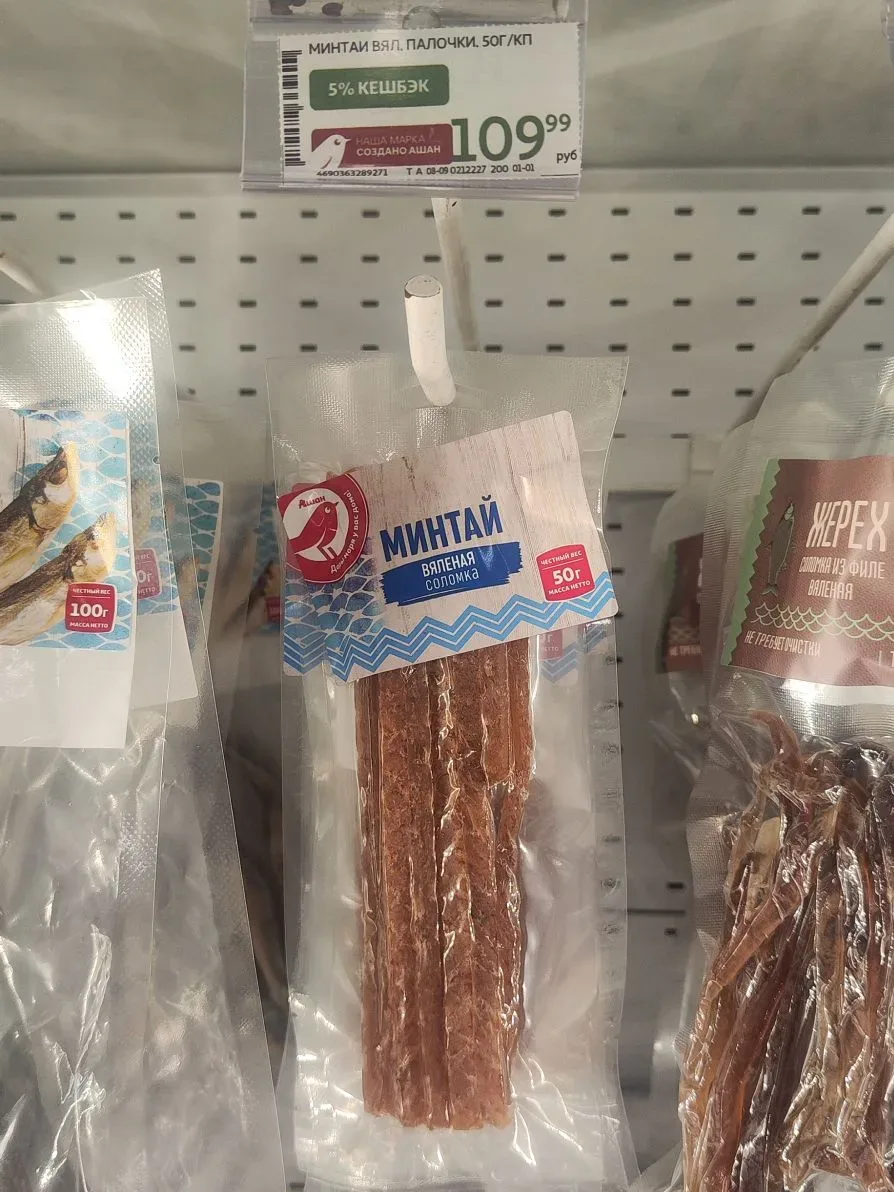 МИНТАЙ ВЯЛ. ПАЛОЧКИ. 50Г/КП
5% КЕШБЭК
НАША МАРКА
СОЗДАНО АШАН
109 99
руб
4690363289271 Т А 08-09 0212227 200 01-01
Ашан
МИНТАЙ
ВЯЛЕНАЯ
СОЛОМКА
ЧЕСТНЫЙ ВЕС
50г
МАССА НЕТТО
ЧЕСТНЫЙ ВЕС
100г
МАССА НЕТТО
ЖЕРЕХ
СОЛОМКА ИЗ ФИЛЕ
ВЯЛЕНАЯ
НЕ ТРЕБУЕТ ОЧИСТКИ